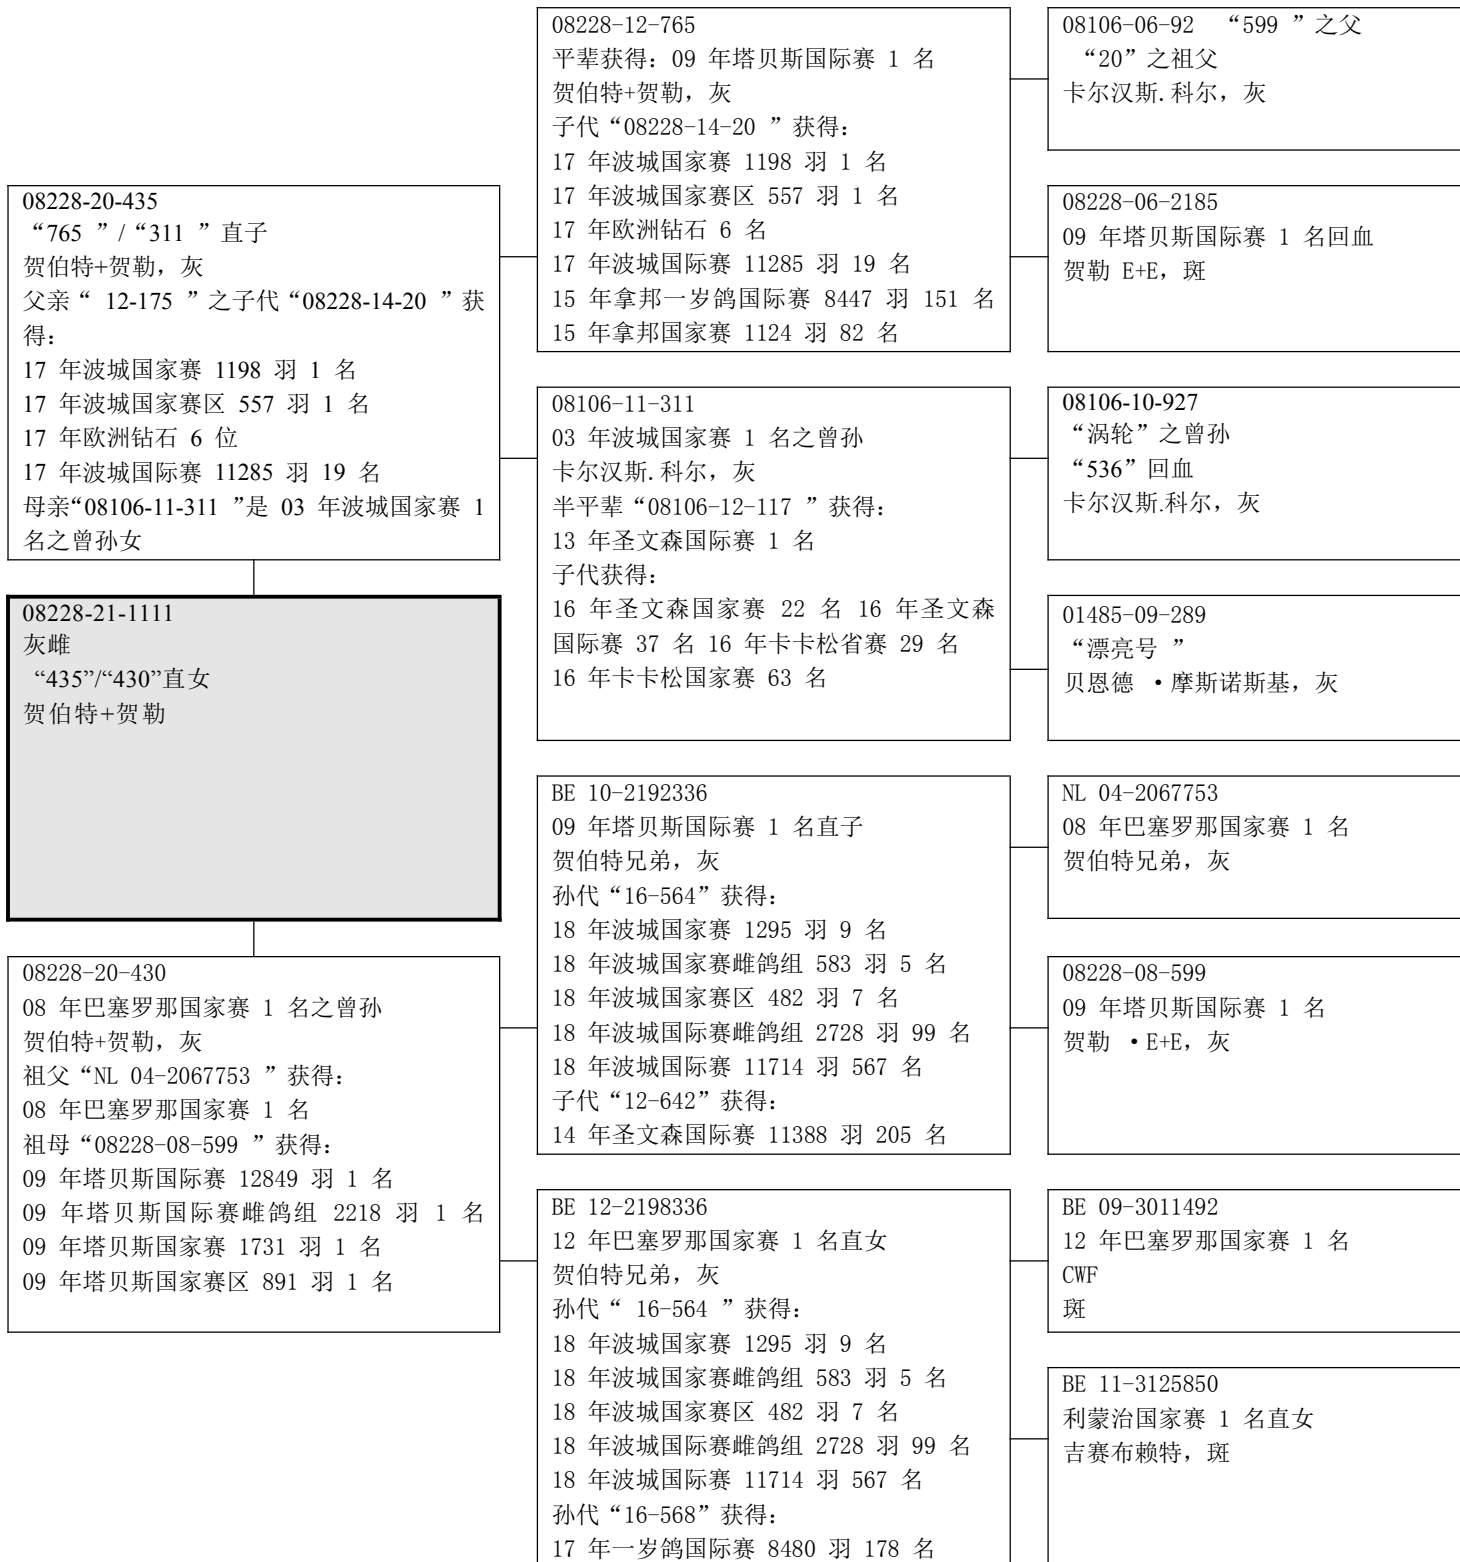 08228-20-435
“765 ” / “311 ” 直子
贺伯特+贺勒，灰
父亲“ 12-175 ”之子代“08228-14-20 ”获
得：
17 年波城国家赛 1198 羽 1 名
17 年波城国家赛区 557 羽 1 名
17 年欧洲钻石 6 位
17 年波城国际赛 11285 羽 19 名
母亲“08106-11-311 ”是 03 年波城国家赛 1
名之曾孙女
08228-21-1111
灰雌
“435”/“430”直女
贺伯特+贺勒
08228-20-430
08 年巴塞罗那国家赛 1 名之曾孙
贺伯特+贺勒，灰
祖父“NL 04-2067753 ”获得：
08 年巴塞罗那国家赛 1 名
祖母“08228-08-599 ”获得：
09 年塔贝斯国际赛 12849 羽 1 名
09 年塔贝斯国际赛雌鸽组 2218 羽 1 名
09 年塔贝斯国家赛 1731 羽 1 名
09 年塔贝斯国家赛区 891 羽 1 名
08228-12-765
平辈获得：09 年塔贝斯国际赛 1 名
贺伯特+贺勒，灰
子代“08228-14-20 ”获得：
17 年波城国家赛 1198 羽 1 名
17 年波城国家赛区 557 羽 1 名
17 年欧洲钻石 6 名
17 年波城国际赛 11285 羽 19 名
15 年拿邦一岁鸽国际赛 8447 羽 151 名
15 年拿邦国家赛 1124 羽 82 名
08106-11-311
03 年波城国家赛 1 名之曾孙
卡尔汉斯.科尔，灰
半平辈“08106-12-117 ”获得：
13 年圣文森国际赛 1 名
子代获得：
16 年圣文森国家赛 22 名 16 年圣文森
国际赛 37 名 16 年卡卡松省赛 29 名
16 年卡卡松国家赛 63 名
BE 10-2192336
09 年塔贝斯国际赛 1 名直子
贺伯特兄弟，灰
孙代“16-564”获得：
18 年波城国家赛 1295 羽 9 名
18 年波城国家赛雌鸽组 583 羽 5 名
18 年波城国家赛区 482 羽 7 名
18 年波城国际赛雌鸽组 2728 羽 99 名
18 年波城国际赛 11714 羽 567 名
子代“12-642”获得：
14 年圣文森国际赛 11388 羽 205 名
BE 12-2198336
12 年巴塞罗那国家赛 1 名直女
贺伯特兄弟，灰
孙代“ 16-564 ”获得：
18 年波城国家赛 1295 羽 9 名
18 年波城国家赛雌鸽组 583 羽 5 名
18 年波城国家赛区 482 羽 7 名
18 年波城国际赛雌鸽组 2728 羽 99 名
18 年波城国际赛 11714 羽 567 名
孙代“16-568”获得：
17 年一岁鸽国际赛 8480 羽 178 名
08106-06-92 “599 ”之父
“20”之祖父
卡尔汉斯.科尔，灰
08228-06-2185
09 年塔贝斯国际赛 1 名回血
贺勒 E+E，斑
08106-10-927
“涡轮”之曾孙
“536”回血
卡尔汉斯.科尔，灰
01485-09-289
“漂亮号 ”
贝恩德 •摩斯诺斯基，灰
NL 04-2067753
08 年巴塞罗那国家赛 1 名
贺伯特兄弟，灰
08228-08-599
09 年塔贝斯国际赛 1 名
贺勒 •E+E，灰
BE 09-3011492
12 年巴塞罗那国家赛 1 名
CWF
斑
BE 11-3125850
利蒙治国家赛 1 名直女
吉赛布赖特，斑